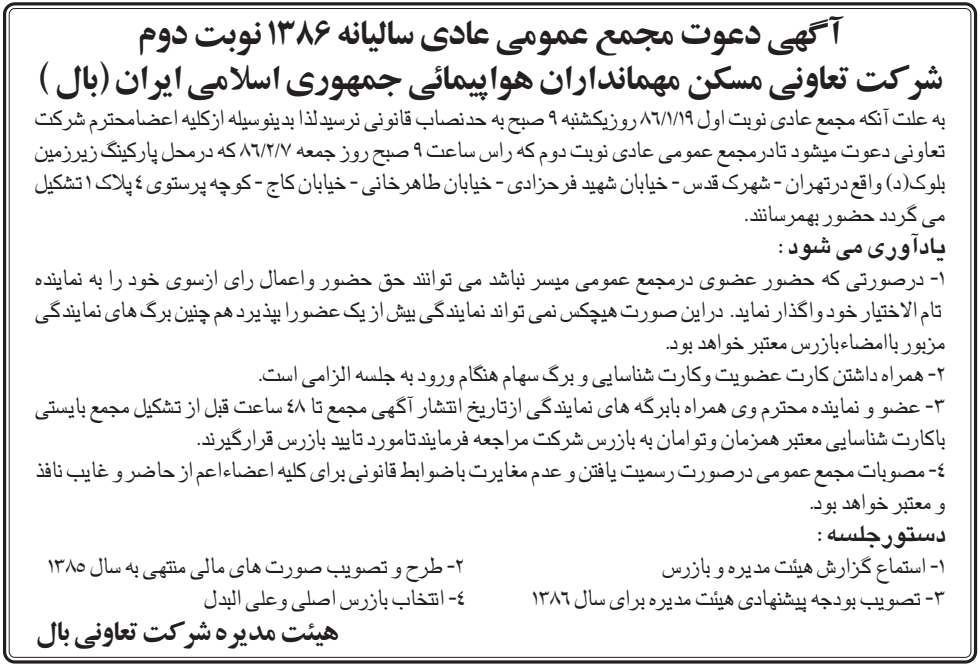 آگهی دعوت مجمع عمومی عادی سالیانه ۱۳۸۶ نوبت دوم
شرکت تعاونی مسکن مهمانداران هواپیمائی جمهوری اسلامی ایران (بال )
به علت آنکه مجمع عادی نوبت اول ۸۶/۱/۱۹ روزیکشنبه ۹ صبح به حدنصاب قانونی نرسیدلذا بدینوسیله ازکلیه اعضامحترم شرکت
تعاونی دعوت میشود تادرمجمع عمومی عادی نوبت دوم که راس ساعت ۹ صبح روز جمعه ۸۶/۲/۷ که درمحل پارکینگ زیرزمین
بلوک(د) واقع درتهران - شهرک قدس - خیابان شهید فرحزادی - خیابان طاهرخانی - خیابان کاج - کوچه پرستوی ٤ پلاک ۱ تشکیل
می گردد حضور بهمرسانند.
یادآوری می شود :
۱- درصورتی که حضور عضوی درمجمع عمومی میسر نباشد می توانند حق حضور واعمال رای ازسوی خود را به نماینده
تام الاختیار خود واگذار نماید. دراین صورت هیچکس نمی تواند نمایندگی بیش از یک عضورا بپذیرد هم چنین برگ های نمایندگی
مزبور باامضاءبازرس معتبر خواهد بود.
۲- همراه داشتن کارت عضویت وکارت شناسایی و برگ سهام هنگام ورود به جلسه الزامی است.
۳- عضو و نماینده محترم وی همراه بابرگه های نمایندگی ازتاریخ انتشار آگهی مجمع تا ٤۸ ساعت قبل از تشکیل مجمع بایستی
باکارت شناسایی معتبر همزمان وتوامان به بازرس شرکت مراجعه فرمایندتامورد تایید بازرس قرارگیرند.
٤- مصوبات مجمع عمومی درصورت رسمیت یافتن و عدم مغایرت باضوابط قانونی برای کلیه اعضاءاعم از حاضر و غایب نافذ
و معتبر خواهد بود.
دستورجلسه :
۱- استماع گزارش هیئت مدیره و بازرس ۲- طرح و تصویب صورت های مالی منتهی به سال ۱۳۸۵
۳- تصویب بودجه پیشنهادی هیئت مدیره برای سال ۱۳۸۶ ٤- انتخاب بازرس اصلی وعلی البدل
هیئت مدیره شرکت تعاونی بال